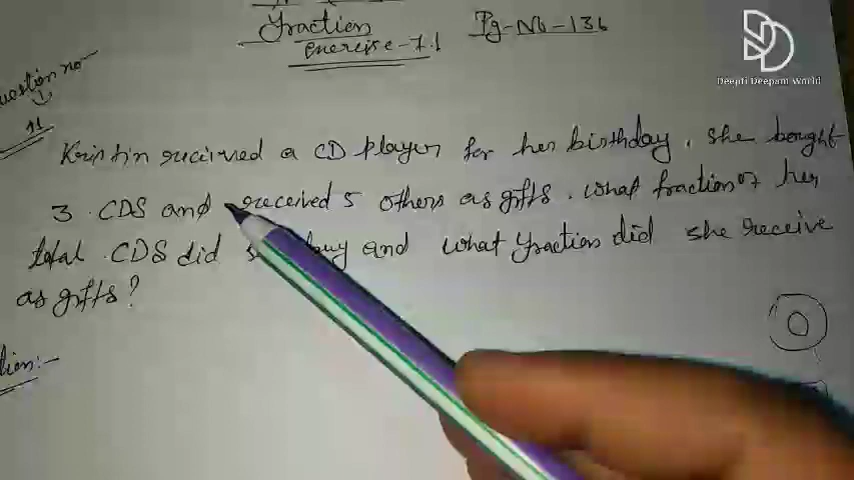 Fraction
exercise-7.1
Pg-No-136
Deepti Deepam World
Question no
11
Kristin received a CD player for her birthday. She bought
3 CDS and received 5 others as gifts. What fraction of her
total CDS did buy and what fraction did she receive
as gifts?